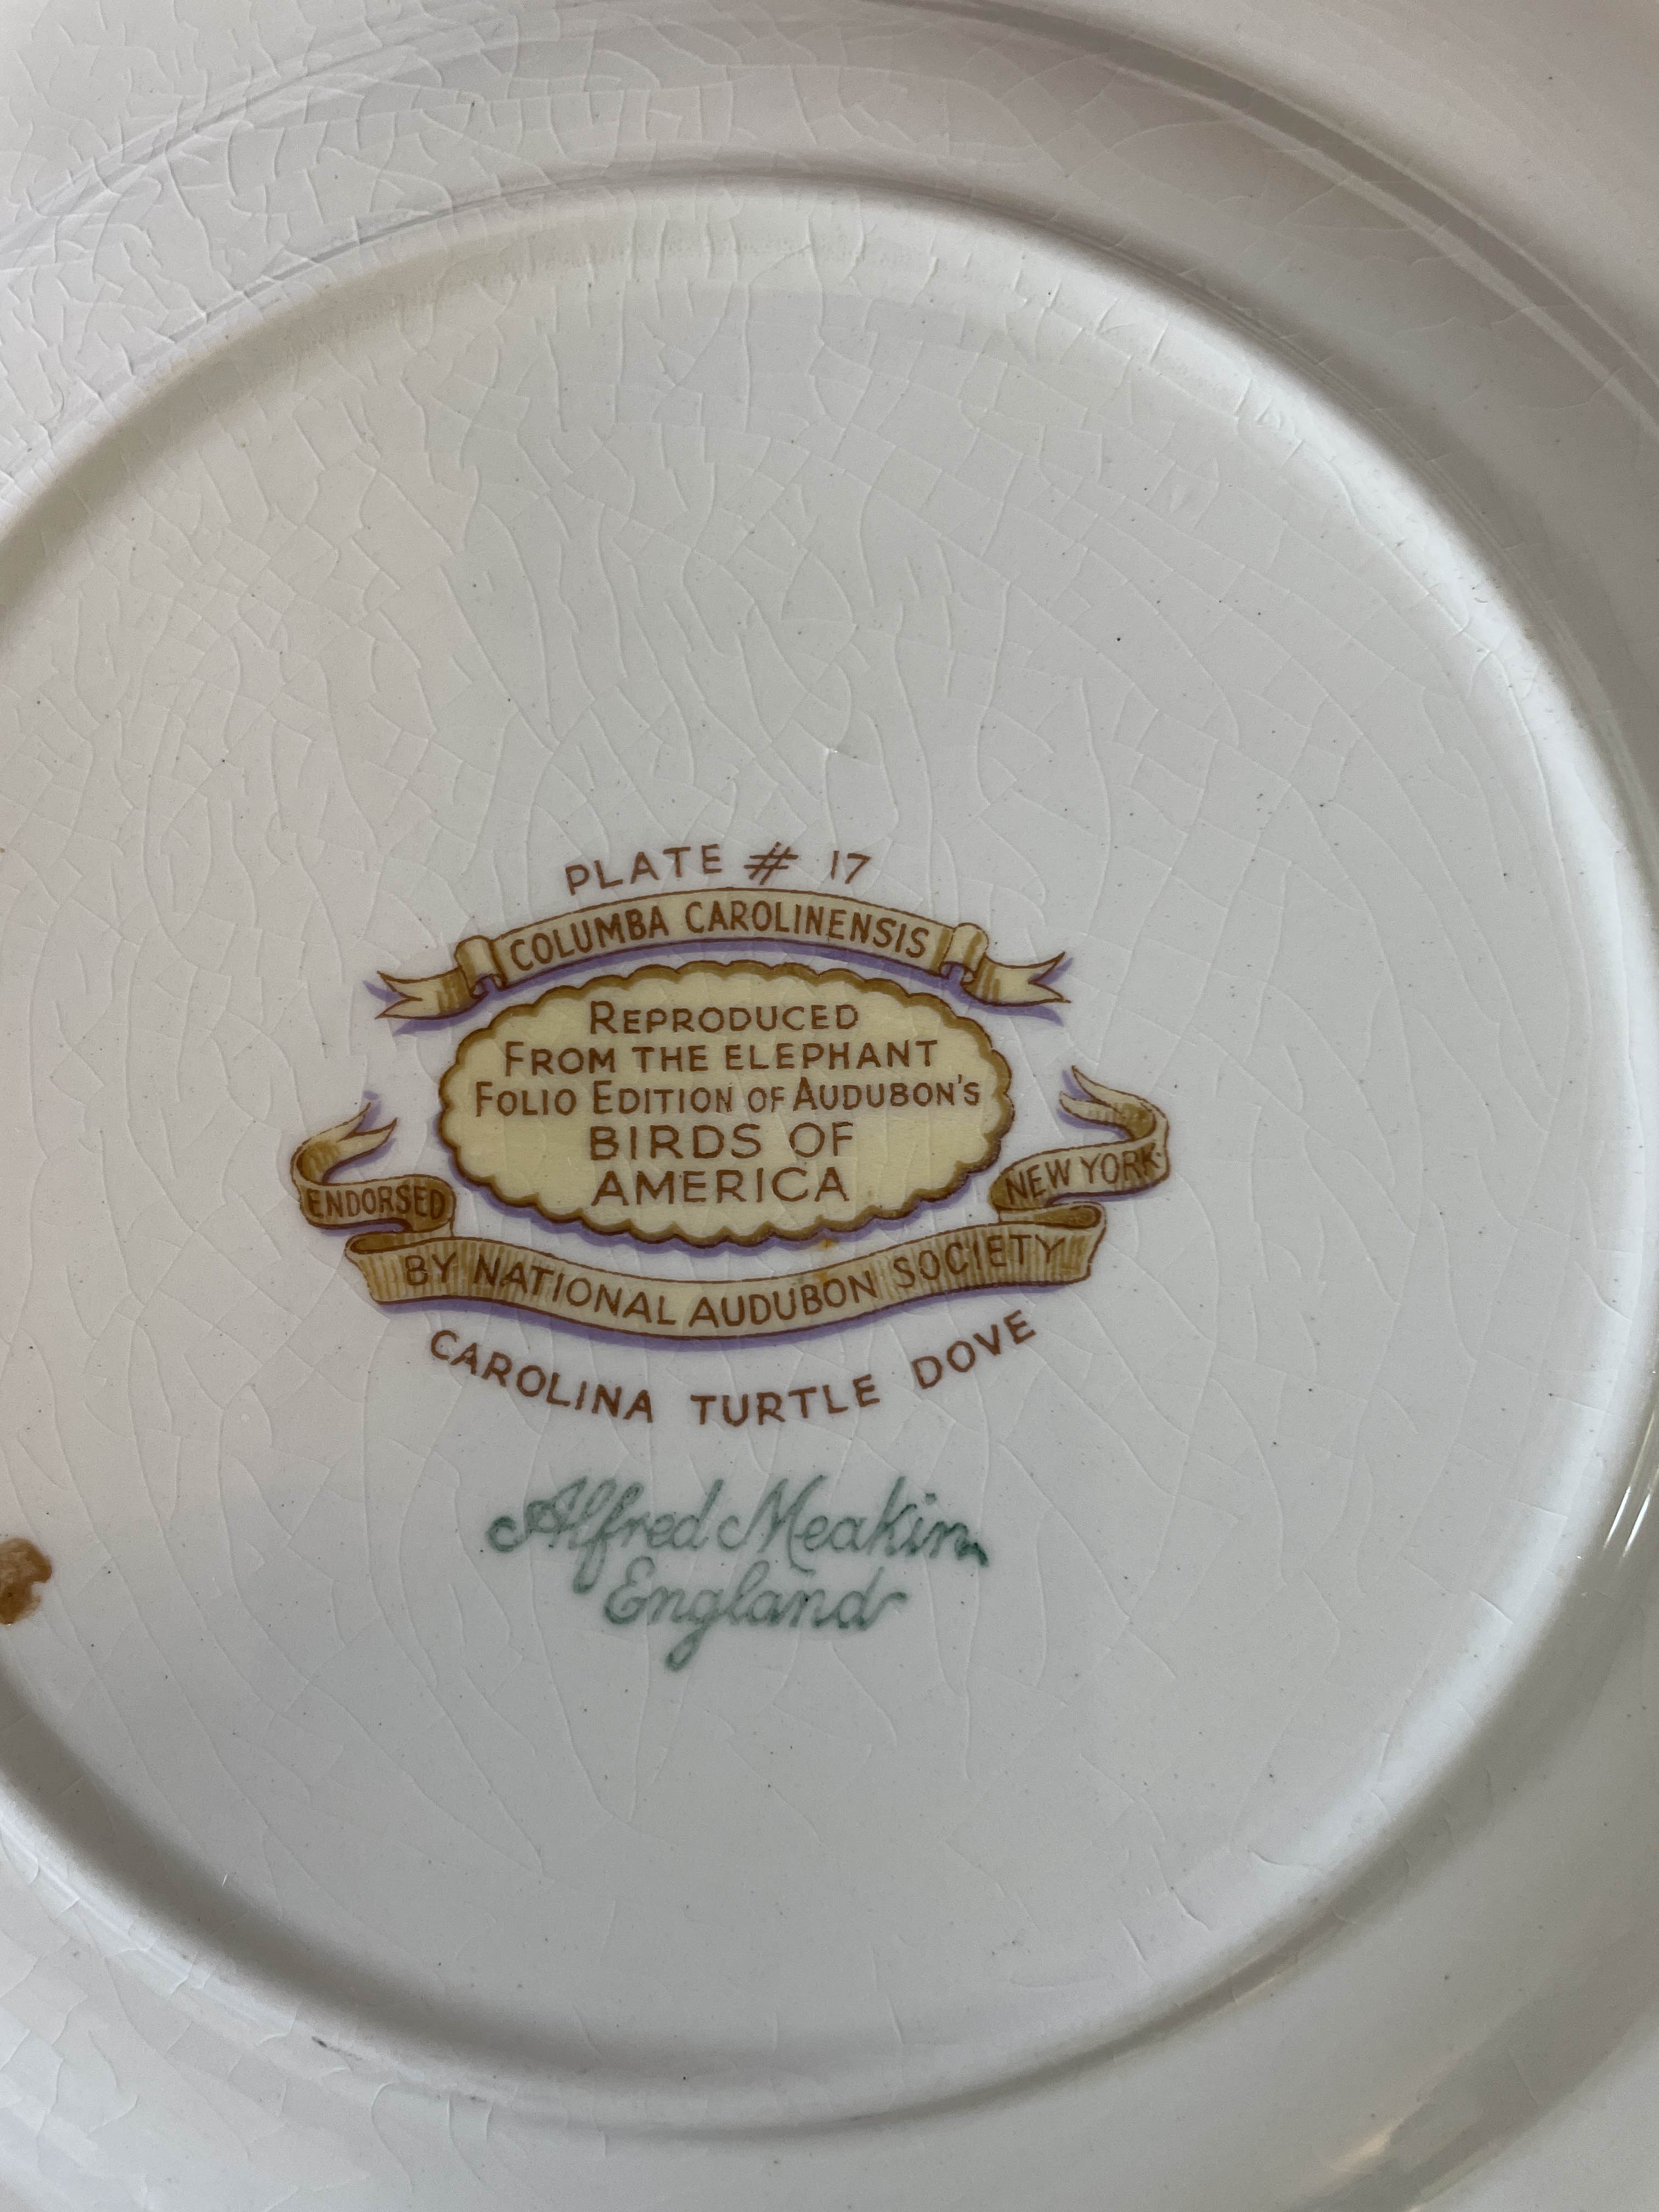 PLATE # 17
COLUMBA CAROLINENSIS
REPRODUCED
FROM THE ELEPHANT
FOLIO EDITION OF AUDUBON'S
BIRDS OF
AMERICA
ENDORSED
BY NATIONAL AUDUBON SOCIETY
NEW YORK
CAROLINA TURTLE DOVE
Alfred Meakin
England